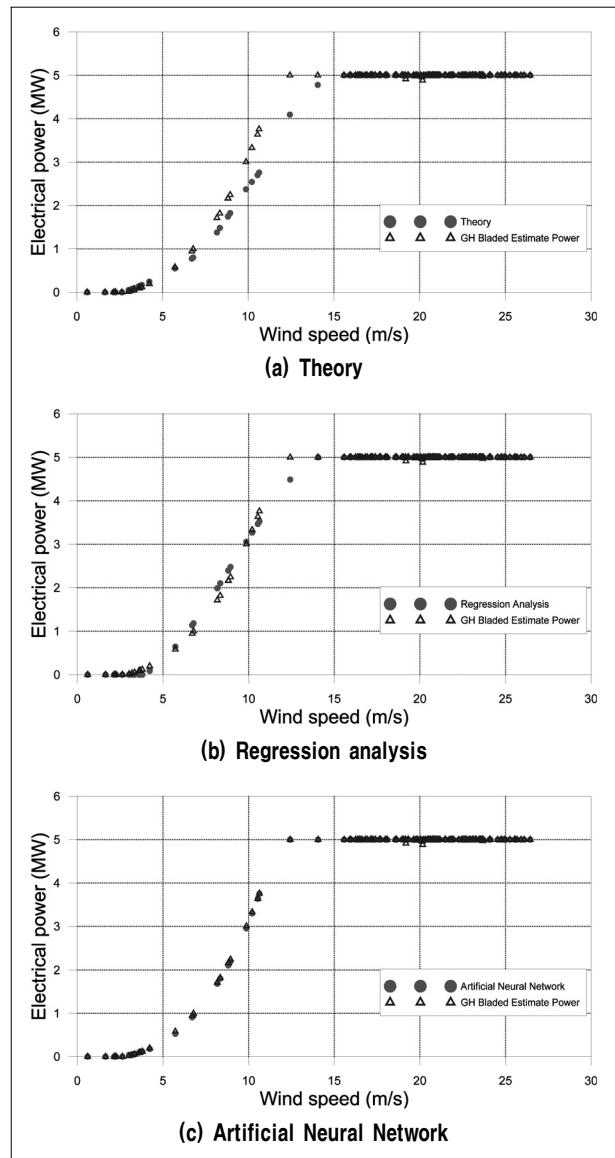 6
5
4
3
2
1
0
Electrical power (MW)
Theory
GH Bladed Estimate Power
0 5 10 15 20 25 30
Wind speed (m/s)
(a) Theory
6
5
4
3
2
1
0
Electrical power (MW)
Regression Analysis
GH Bladed Estimate Power
0 5 10 15 20 25 30
Wind speed (m/s)
(b) Regression analysis
6
5
4
3
2
1
0
Electrical power (MW)
Artificial Neural Network
GH Bladed Estimate Power
0 5 10 15 20 25 30
Wind speed (m/s)
(c) Artificial Neural Network